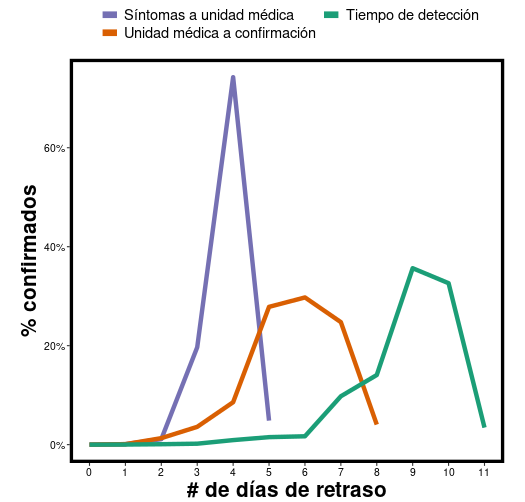 Síntomas a unidad médica
Tiempo de detección
Unidad médica a confirmación
60%
40%
20%
0%
% confirmados
0 1 2 3 4 5 6 7 8 9 10 11
# de días de retraso